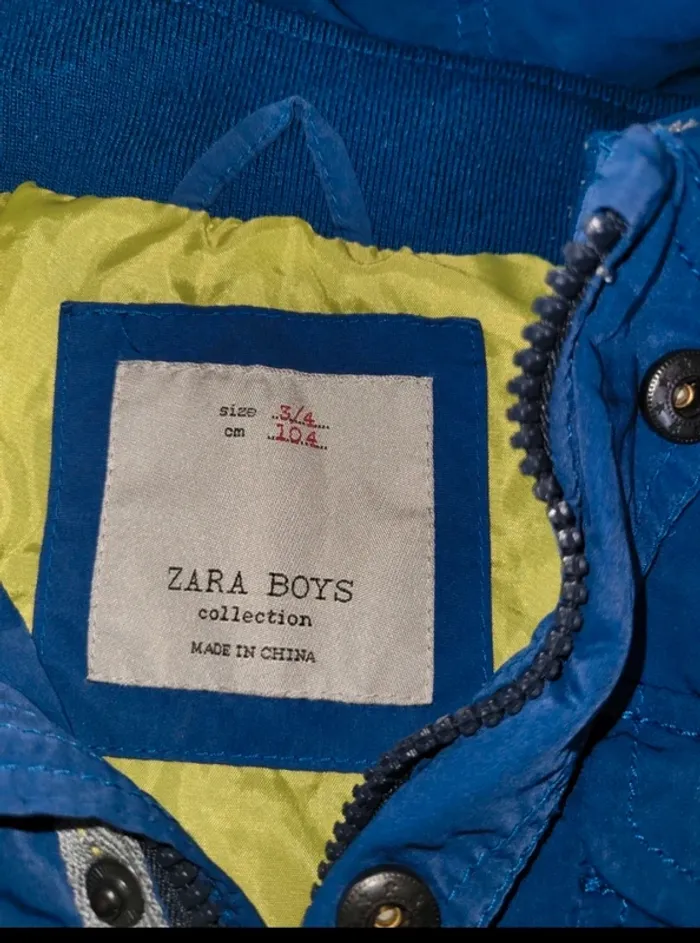 size 3/4
cm 104
ZARA BOYS
collection
MADE IN CHINA